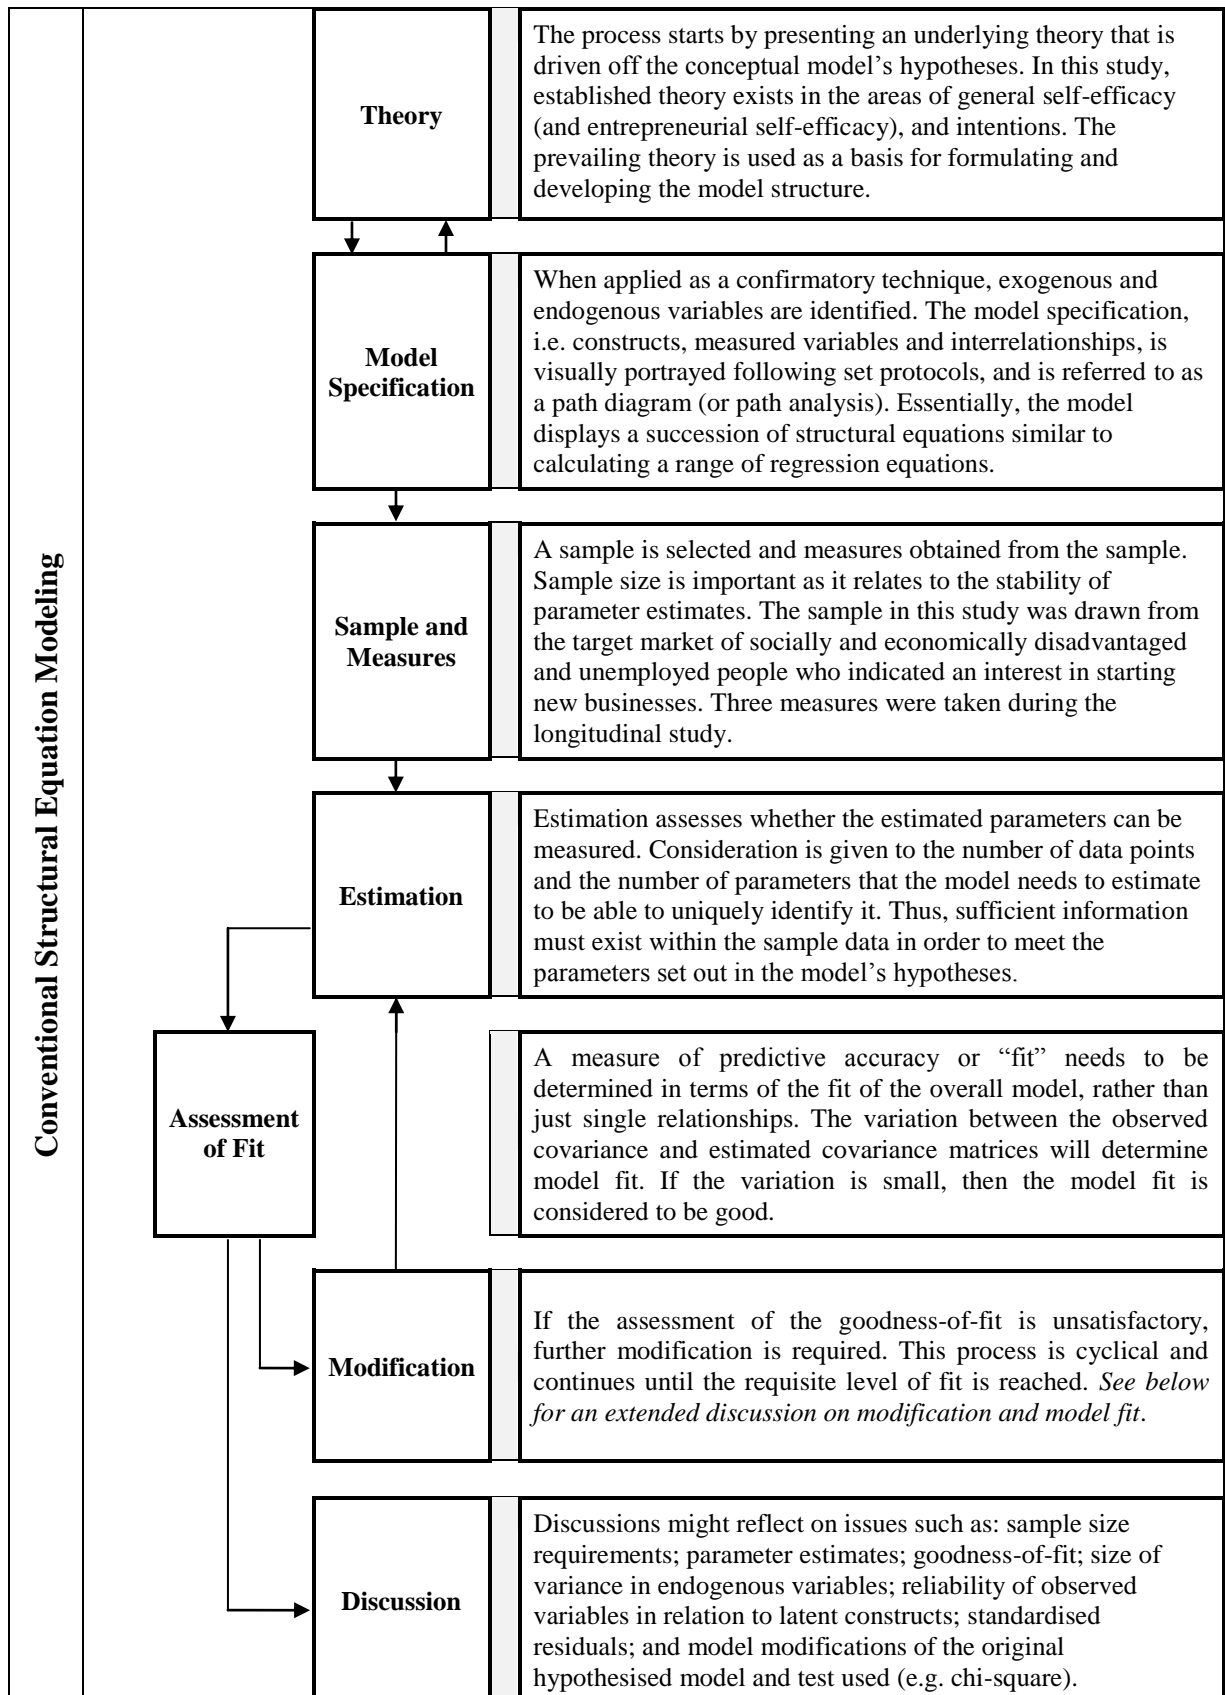 Conventional Structural Equation Modeling
Theory
The process starts by presenting an underlying theory that is
driven off the conceptual model’s hypotheses. In this study,
established theory exists in the areas of general self-efficacy
(and entrepreneurial self-efficacy), and intentions. The
prevailing theory is used as a basis for formulating and
developing the model structure.
Model
Specification
When applied as a confirmatory technique, exogenous and
endogenous variables are identified. The model specification,
i.e. constructs, measured variables and interrelationships, is
visually portrayed following set protocols, and is referred to as
a path diagram (or path analysis). Essentially, the model
displays a succession of structural equations similar to
calculating a range of regression equations.
Sample and
Measures
A sample is selected and measures obtained from the sample.
Sample size is important as it relates to the stability of
parameter estimates. The sample in this study was drawn from
the target market of socially and economically disadvantaged
and unemployed people who indicated an interest in starting
new businesses. Three measures were taken during the
longitudinal study.
Estimation
Estimation assesses whether the estimated parameters can be
measured. Consideration is given to the number of data points
and the number of parameters that the model needs to estimate
to be able to uniquely identify it. Thus, sufficient information
must exist within the sample data in order to meet the
parameters set out in the model’s hypotheses.
Assessment
of Fit
A measure of predictive accuracy or “fit” needs to be
determined in terms of the fit of the overall model, rather than
just single relationships. The variation between the observed
covariance and estimated covariance matrices will determine
model fit. If the variation is small, then the model fit is
considered to be good.
Modification
If the assessment of the goodness-of-fit is unsatisfactory,
further modification is required. This process is cyclical and
continues until the requisite level of fit is reached. See below
for an extended discussion on modification and model fit.
Discussion
Discussions might reflect on issues such as: sample size
requirements; parameter estimates; goodness-of-fit; size of
variance in endogenous variables; reliability of observed
variables in relation to latent constructs; standardised
residuals; and model modifications of the original
hypothesised model and test used (e.g. chi-square).